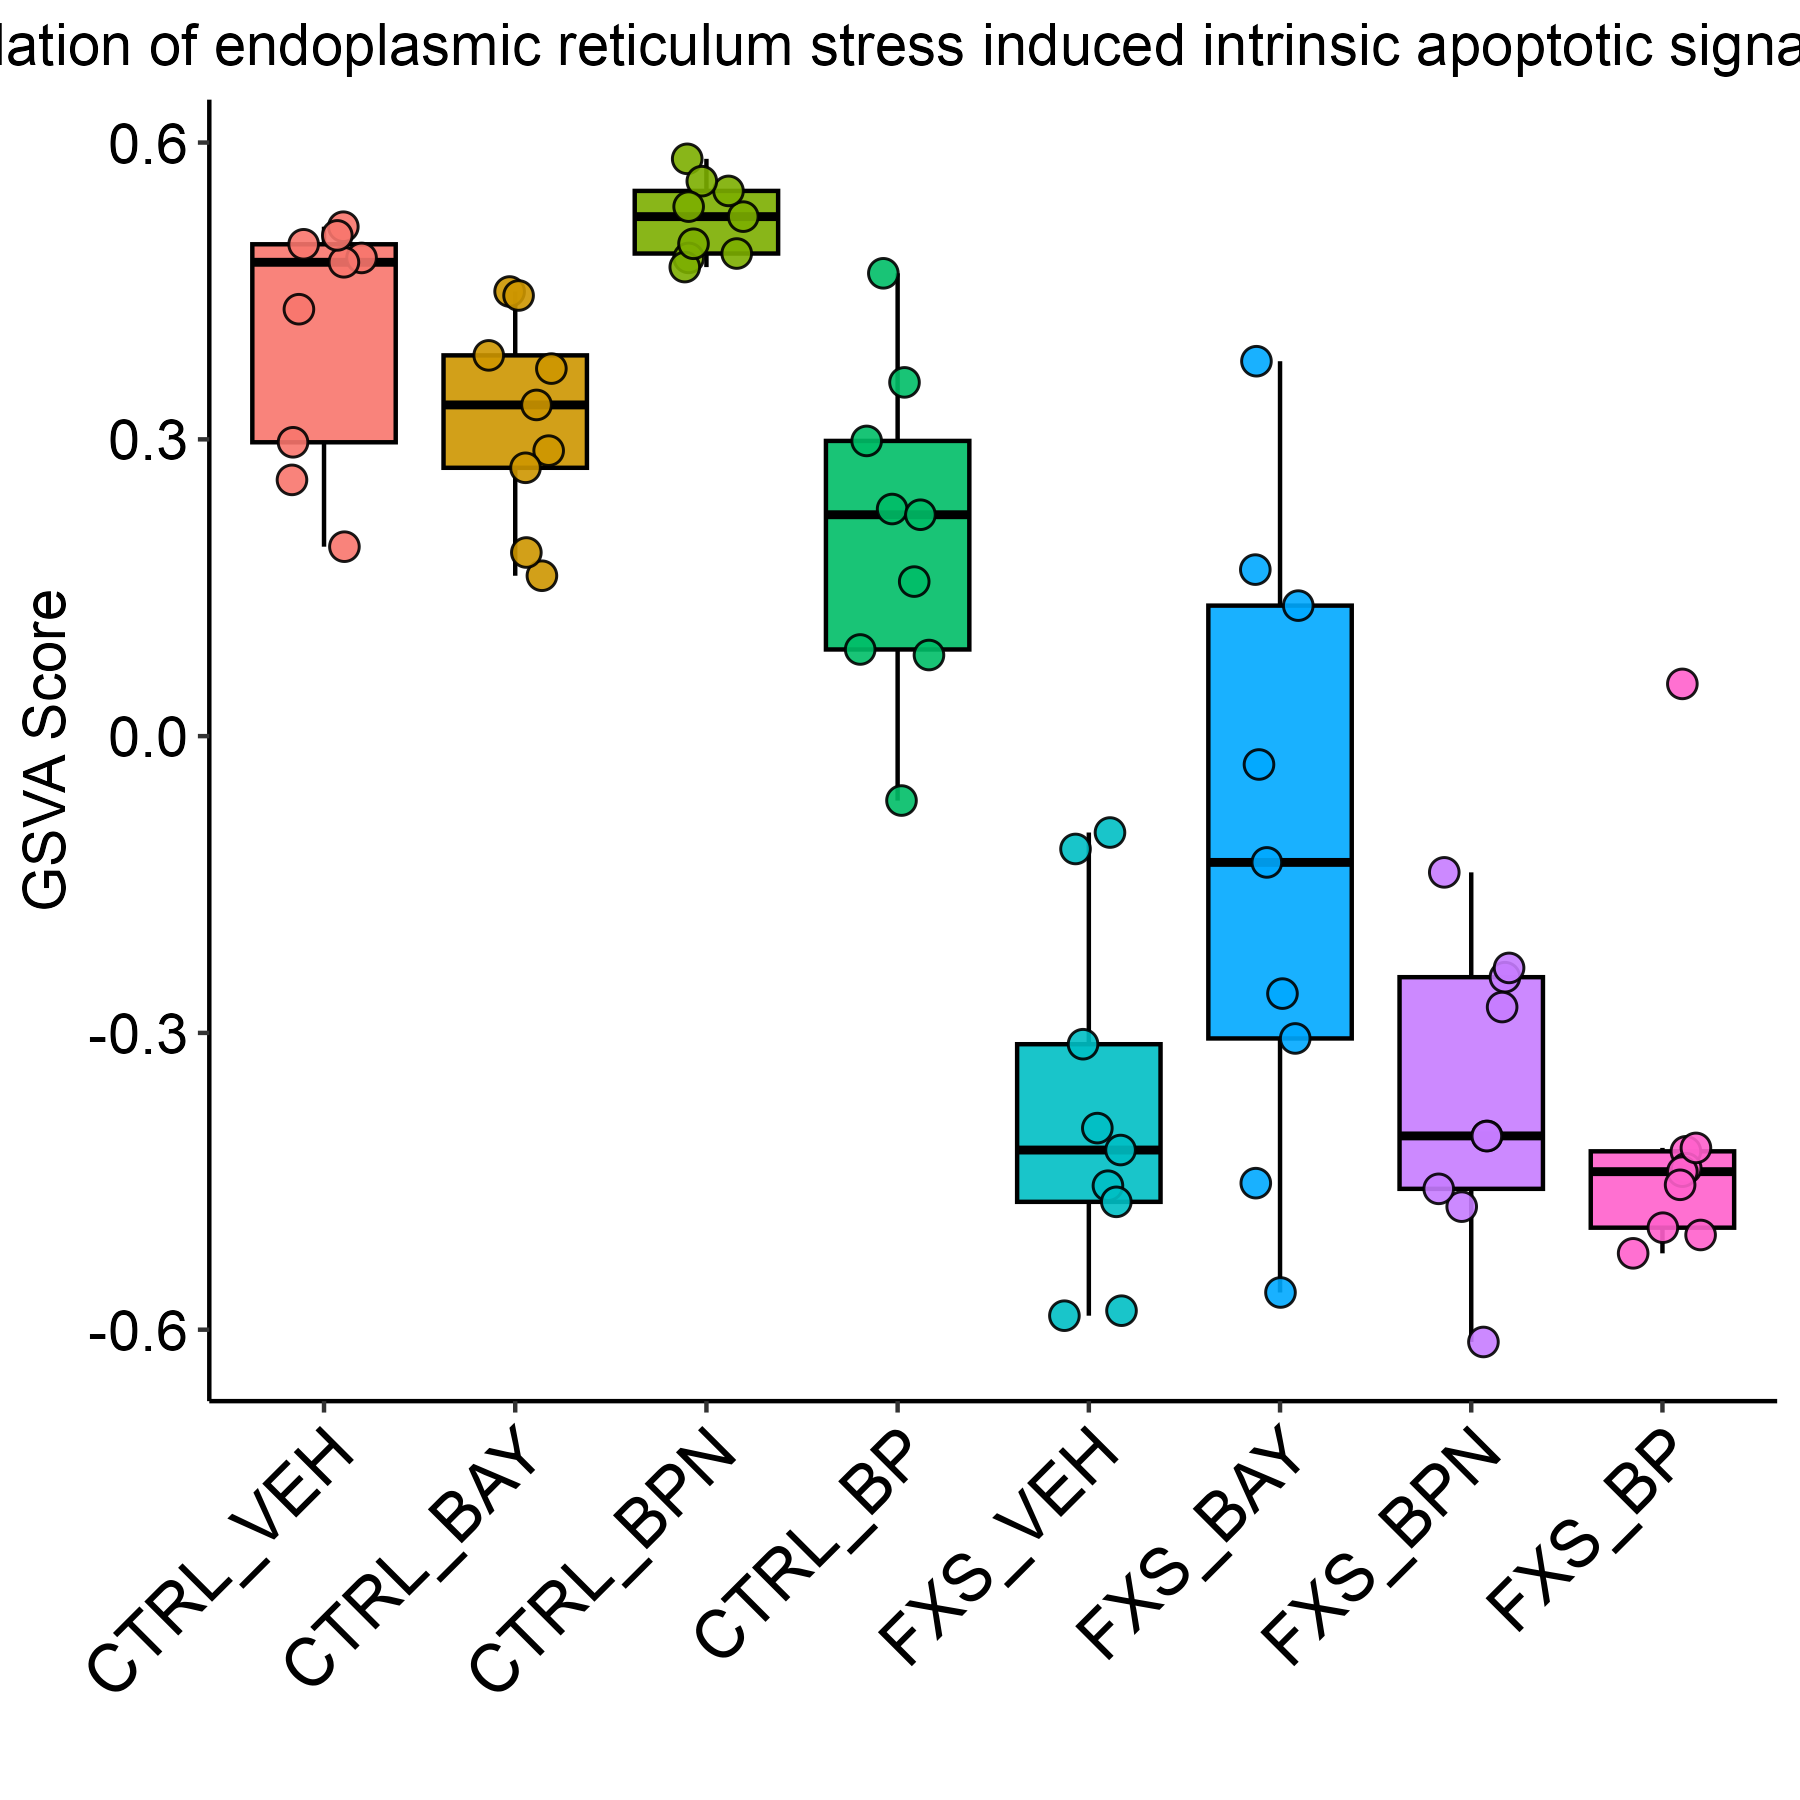 lation of endoplasmic reticulum stress induced intrinsic apoptotic signa
GSVA Score
0.6
0.3
0.0
-0.3
-0.6
CTRL_VEH
CTRL_BAY
CTRL_BPN
CTRL_BP
FXS_VEH
FXS_BAY
FXS_BPN
FXS_BP